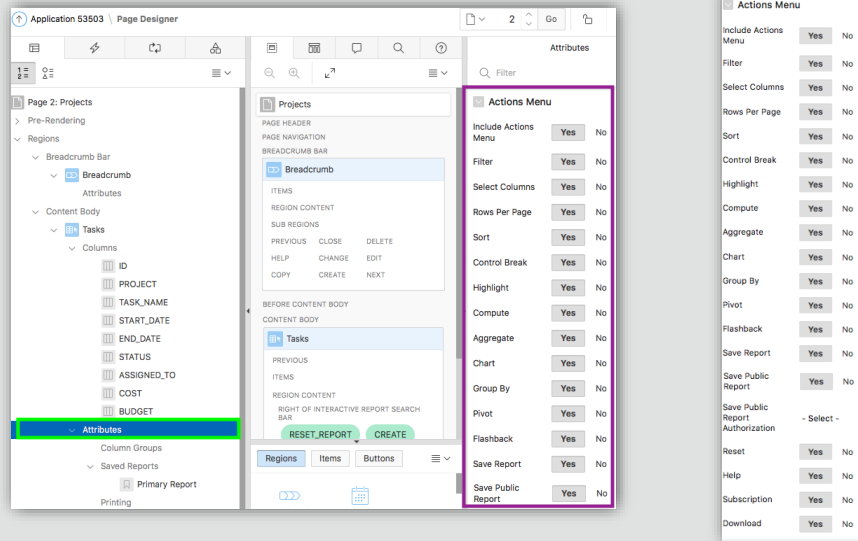 Application 53503 \ Page Designer
2
Go
Page 2: Projects
Pre-Rendering
Regions
Breadcrumb Bar
Breadcrumb
Attributes
Content Body
Tasks
Columns
ID
PROJECT
TASK_NAME
START_DATE
END_DATE
STATUS
ASSIGNED_TO
COST
BUDGET
Attributes
Column Groups
Saved Reports
Primary Report
Printing
Projects
PAGE HEADER
PAGE NAVIGATION
BREADCRUMB BAR
Breadcrumb
ITEMS
REGION CONTENT
SUB REGIONS
PREVIOUS CLOSE DELETE
HELP CHANGE EDIT
COPY CREATE NEXT
BEFORE CONTENT BODY
CONTENT BODY
Tasks
PREVIOUS
ITEMS
REGION CONTENT
RIGHT OF INTERACTIVE REPORT SEARCH
BAR
RESET_REPORT CREATE
Regions Items Buttons
Attributes
Filter
Actions Menu
Include Actions
Menu Yes No
Filter Yes No
Select Columns Yes No
Rows Per Page Yes No
Sort Yes No
Control Break Yes No
Highlight Yes No
Compute Yes No
Aggregate Yes No
Chart Yes No
Group By Yes No
Pivot Yes No
Flashback Yes No
Save Report Yes No
Save Public
Report Yes No
Actions Menu
Include Actions
Menu Yes No
Filter Yes No
Select Columns Yes No
Rows Per Page Yes No
Sort Yes No
Control Break Yes No
Highlight Yes No
Compute Yes No
Aggregate Yes No
Chart Yes No
Group By Yes No
Pivot Yes No
Flashback Yes No
Save Report Yes No
Save Public
Report Yes No
Save Public
Report
Authorization - Select -
Reset Yes No
Help Yes No
Subscription Yes No
Download Yes No